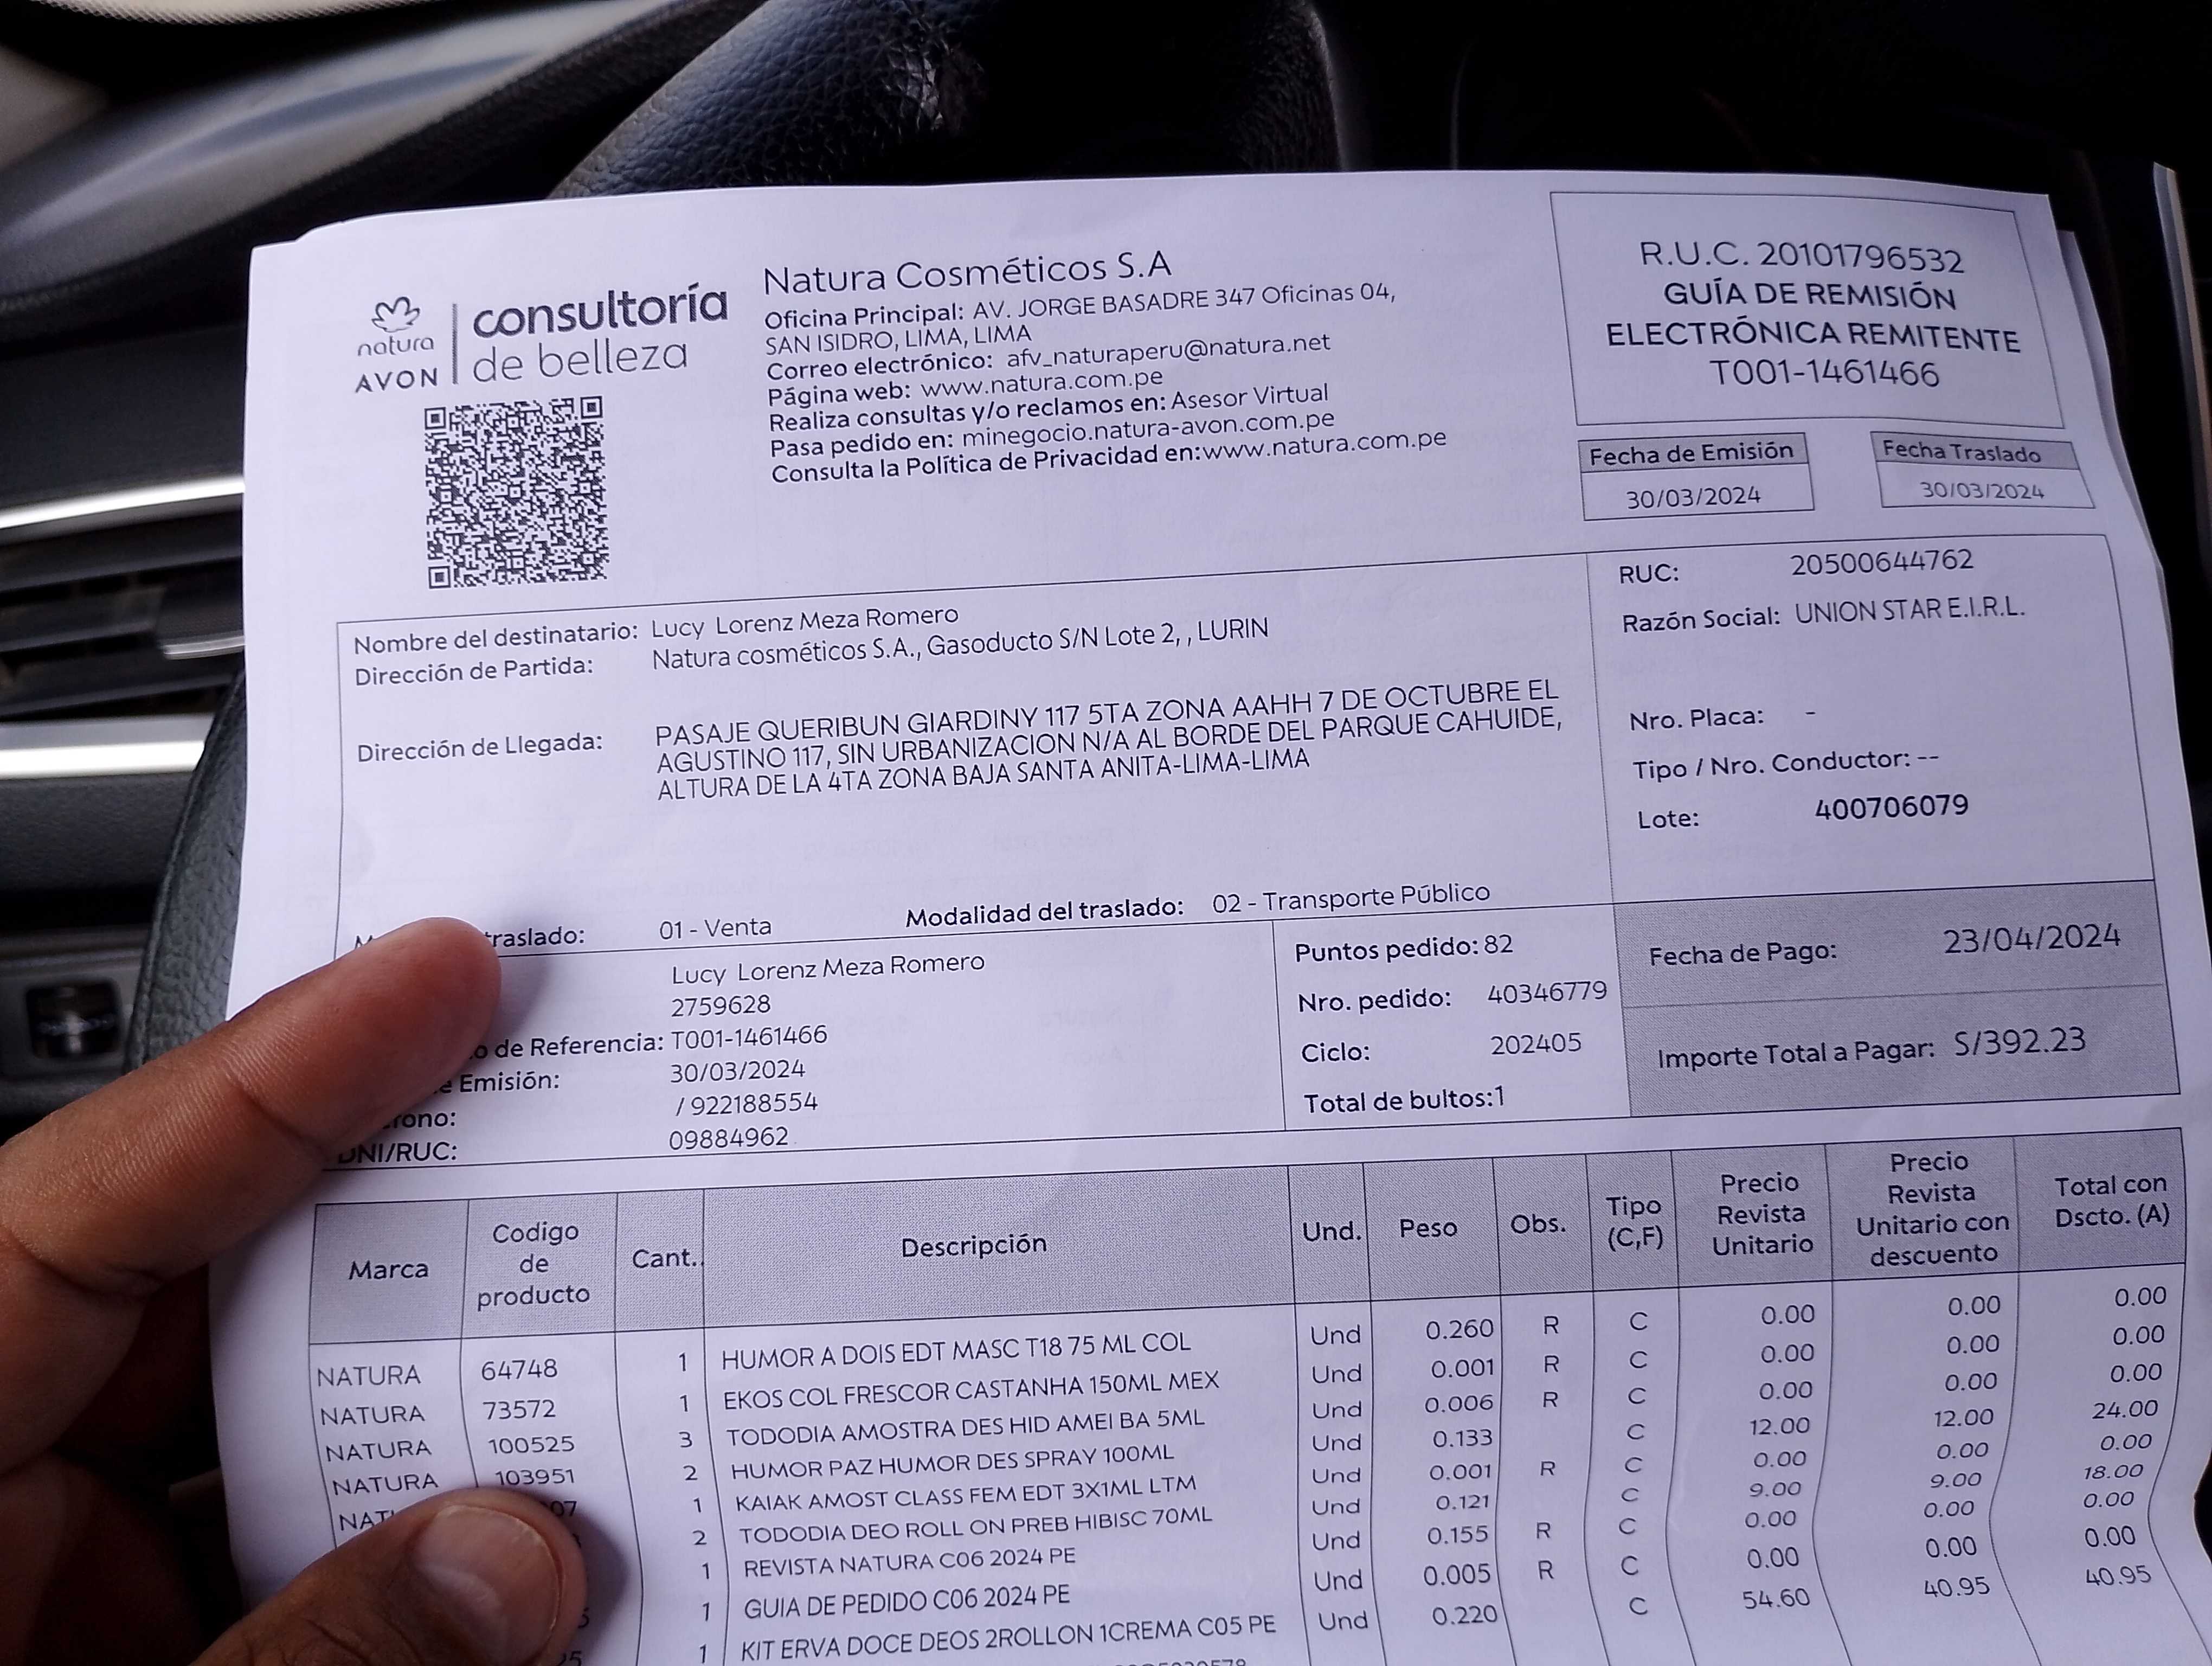 natura
AVON
consultoría
de belleza
Natura Cosméticos S.A
Oficina Principal: AV. JORGE BASADRE 347 Oficinas 04,
SAN ISIDRO, LIMA, LIMA
Correo electrónico: afv_naturaperu@natura.net
Página web: www.natura.com.pe
Realiza consultas y/o reclamos en: Asesor Virtual
Pasa pedido en: minegocio.natura-avon.com.pe
Consulta la Política de Privacidad en:www.natura.com.pe
R.U.C. 20101796532
GUÍA DE REMISIÓN
ELECTRÓNICA REMITENTE
T001-1461466
Fecha de Emisión
30/03/2024
Fecha Traslado
30/03/2024
Nombre del destinatario: Lucy Lorenz Meza Romero
Dirección de Partida: Natura cosméticos S.A., Gasoducto S/N Lote 2, , LURIN
Dirección de Llegada: PASAJE QUERIBUN GIARDINY 117 5TA ZONA AAHH 7 DE OCTUBRE EL
AGUSTINO 117, SIN URBANIZACION N/A AL BORDE DEL PARQUE CAHUIDE,
ALTURA DE LA 4TA ZONA BAJA SANTA ANITA-LIMA-LIMA
RUC: 20500644762
Razón Social: UNION STAR E.I.R.L.
Nro. Placa: -
Tipo / Nro. Conductor: --
Lote: 400706079
traslado: 01 - Venta Modalidad del traslado: 02 - Transporte Público
Lucy Lorenz Meza Romero
2759628
de Referencia: T001-1461466
Emisión: 30/03/2024
/ 922188554
DNI/RUC: 09884962
Puntos pedido: 82
Nro. pedido: 40346779
Ciclo: 202405
Total de bultos:1
Fecha de Pago: 23/04/2024
Importe Total a Pagar: S/392.23
Marca Codigo de producto Cant. Descripción Und. Peso Obs. Tipo (C,F) Precio Revista Unitario Precio Revista Unitario con descuento Total con Dscto. (A)
NATURA 64748 1 HUMOR A DOIS EDT MASC T18 75 ML COL Und 0.260 R C 0.00 0.00 0.00
NATURA 73572 1 EKOS COL FRESCOR CASTANHA 150ML MEX Und 0.001 R C 0.00 0.00 0.00
NATURA 100525 3 TODODIA AMOSTRA DES HID AMEI BA 5ML Und 0.006 R C 0.00 0.00 0.00
NATURA 103951 2 HUMOR PAZ HUMOR DES SPRAY 100ML Und 0.133 C 12.00 12.00 24.00
1 KAIAK AMOST CLASS FEM EDT 3X1ML LTM Und 0.001 R C 0.00 0.00 0.00
2 TODODIA DEO ROLL ON PREB HIBISC 70ML Und 0.121 C 9.00 9.00 18.00
1 REVISTA NATURA C06 2024 PE Und 0.155 R C 0.00 0.00 0.00
1 GUIA DE PEDIDO C06 2024 PE Und 0.005 R C 0.00 0.00 0.00
1 KIT ERVA DOCE DEOS 2ROLLON 1CREMA C05 PE Und 0.220 C 54.60 40.95 40.95